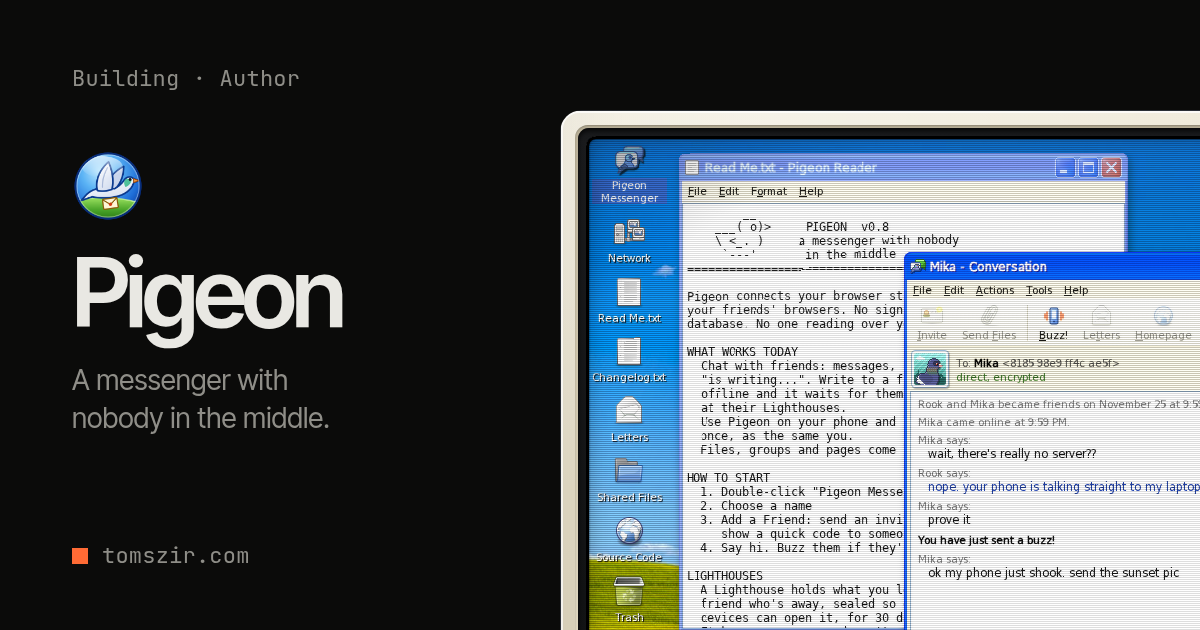 Building · Author
Pigeon
A messenger with
nobody in the middle.
tomszir.com
Pigeon
Messenger
Network
Read Me.txt
Changelog.txt
Letters
Shared Files
Source Code
Trash
Read Me.txt - Pigeon Reader
File Edit Format Help
PIGEON v0.8
a messenger with nobody
in the middle
Pigeon connects your browser st
your friends' browsers. No sign
database. No one reading over y
WHAT WORKS TODAY
Chat with friends: messages,
"is writing...". Write to a f
offline and it waits for them
at their Lighthouses.
Use Pigeon on your phone and
once, as the same you.
Files, groups and pages come
HOW TO START
1. Double-click "Pigeon Messe
2. Choose a name
3. Add a Friend: send an invi
show a quick code to someo
4. Say hi. Buzz them if they'
LIGHTHOUSES
A Lighthouse holds what you l
friend who's away, sealed so
devices can open it, for 30 d
Mika - Conversation
File Edit Actions Tools Help
Invite Send Files Buzz! Letters Homepage
To: Mika <8185 98e9 ff4c ae5f>
direct, encrypted
Rook and Mika became friends on November 25 at 9:59
Mika came online at 9:59 PM.
Mika says:
wait, there's really no server??
Rook says:
nope. your phone is talking straight to my laptop
Mika says:
prove it
You have just sent a buzz!
Mika says:
ok my phone just shook. send the sunset pic